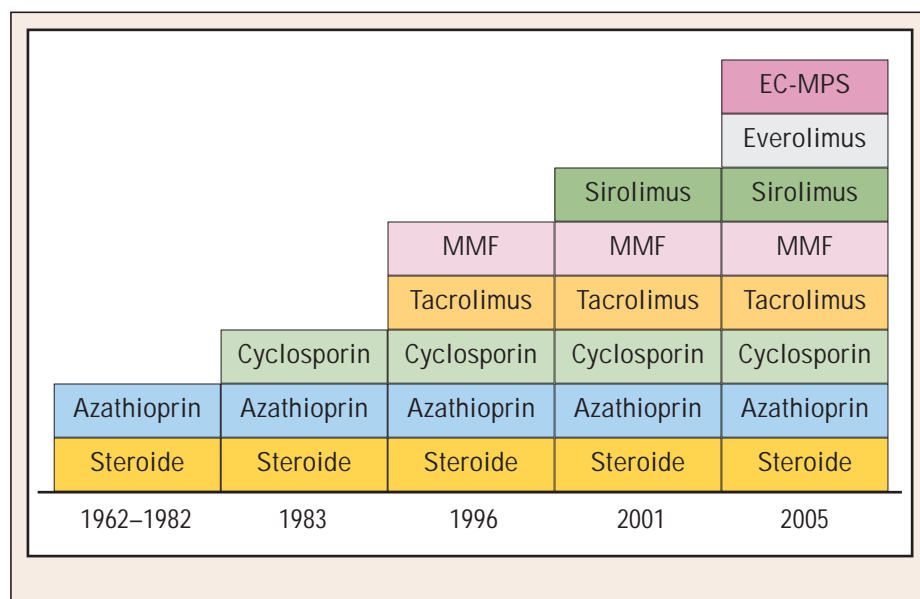 EC-MPS
Everolimus
Sirolimus Sirolimus
MMF MMF MMF
Tacrolimus Tacrolimus Tacrolimus
Cyclosporin Cyclosporin Cyclosporin Cyclosporin
Azathioprin Azathioprin Azathioprin Azathioprin Azathioprin
Steroide Steroide Steroide Steroide Steroide
1962–1982 1983 1996 2001 2005